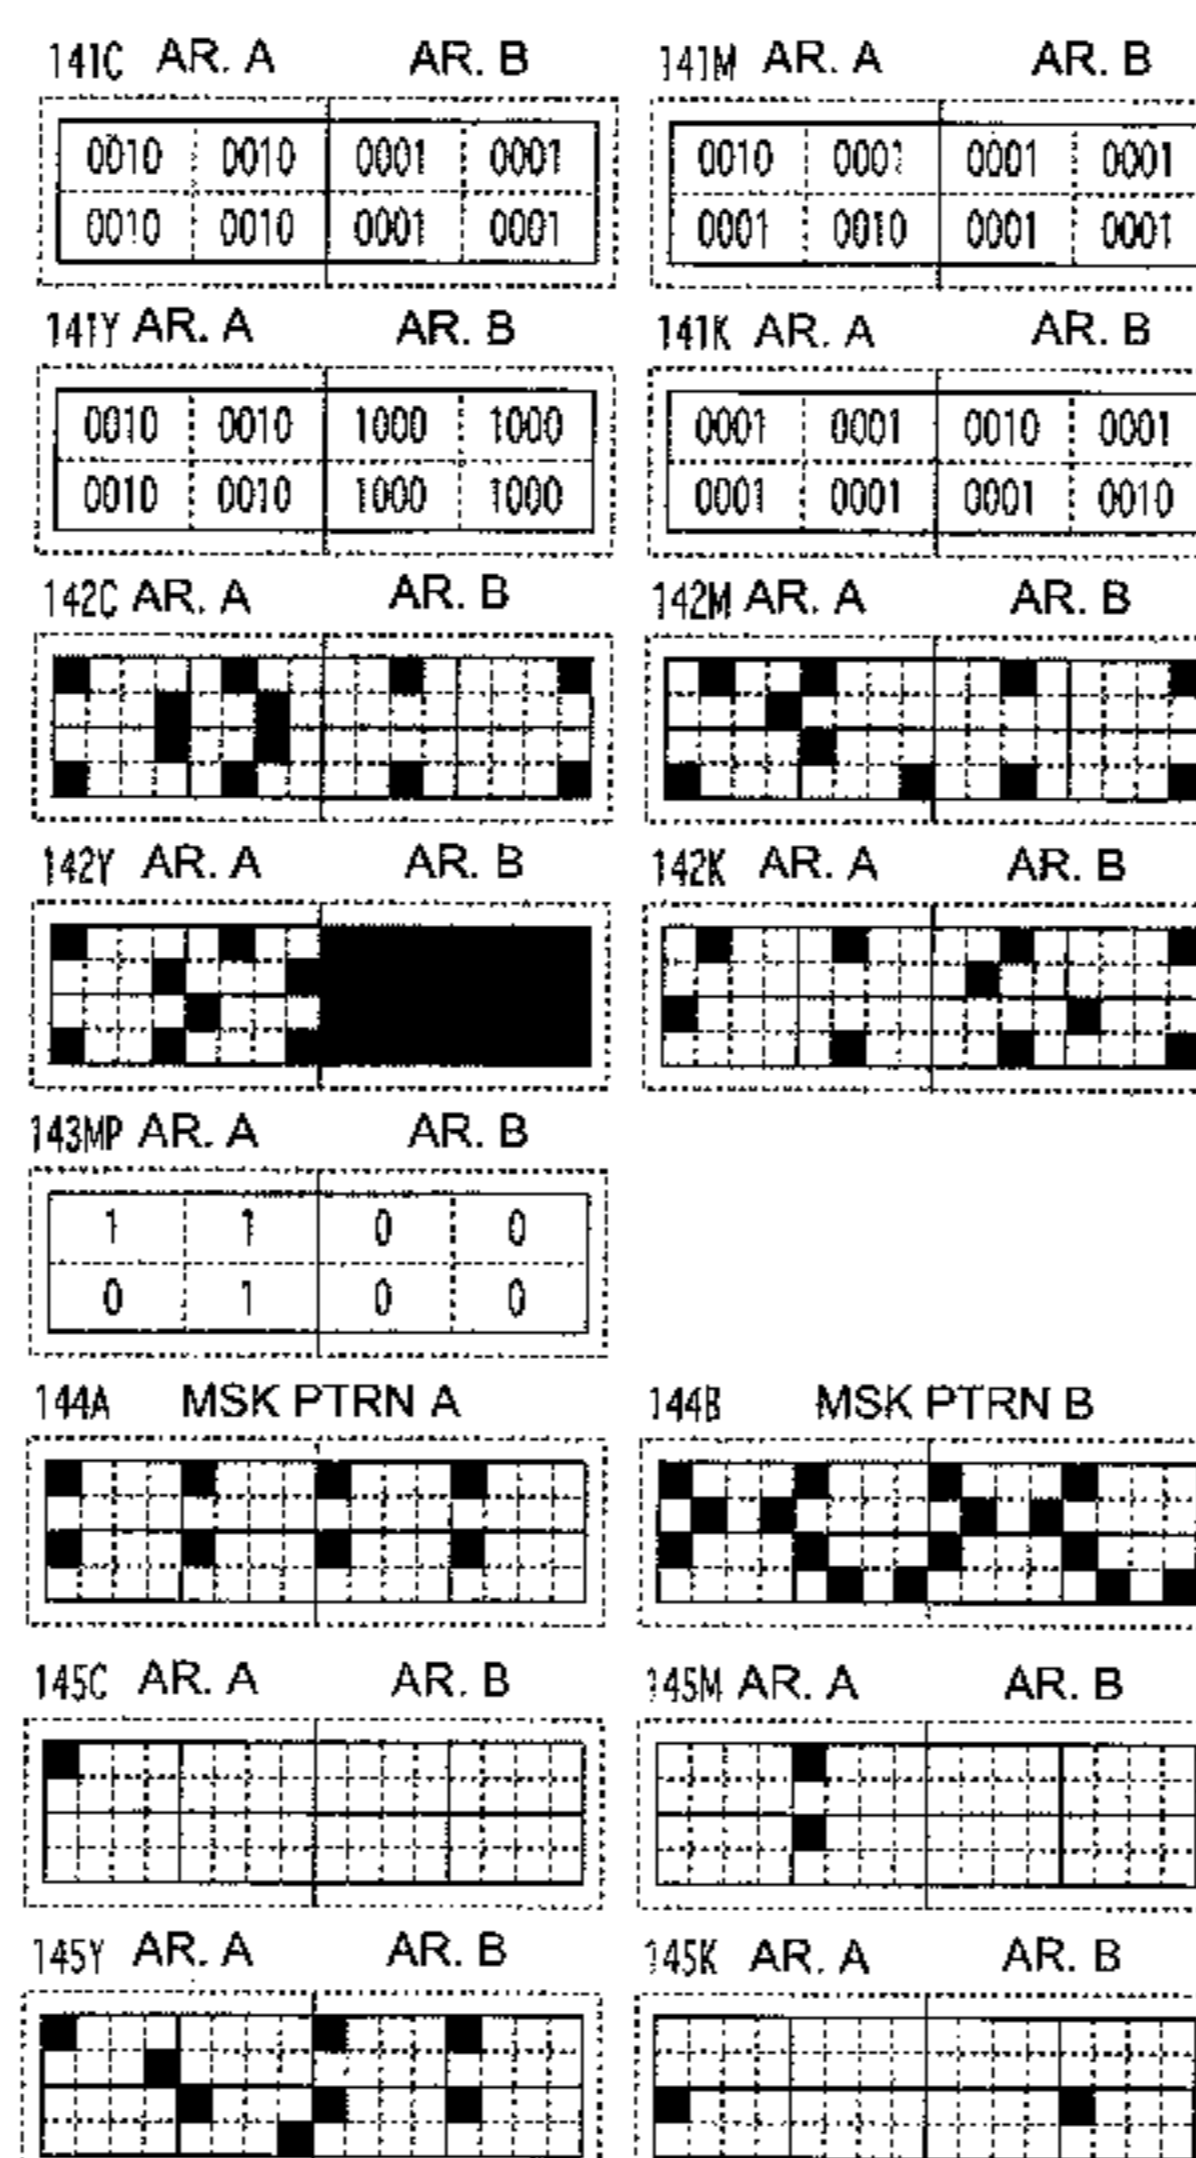 141C AR. A AR. B 141M AR. A AR. B
0010 0010 0001 0001 0010 0001 0001 0001
0010 0010 0001 0001 0001 0010 0001 0001
141Y AR. A AR. B 141K AR. A AR. B
0010 0010 1000 1000 0001 0001 0010 0001
0010 0010 1000 1000 0001 0001 0001 0010
142C AR. A AR. B 142M AR. A AR. B
142Y AR. A AR. B 142K AR. A AR. B
143MP AR. A AR. B
1 1 0 0
0 1 0 0
144A MSK PTRN A 144B MSK PTRN B
145C AR. A AR. B 145M AR. A AR. B
145Y AR. A AR. B 145K AR. A AR. B